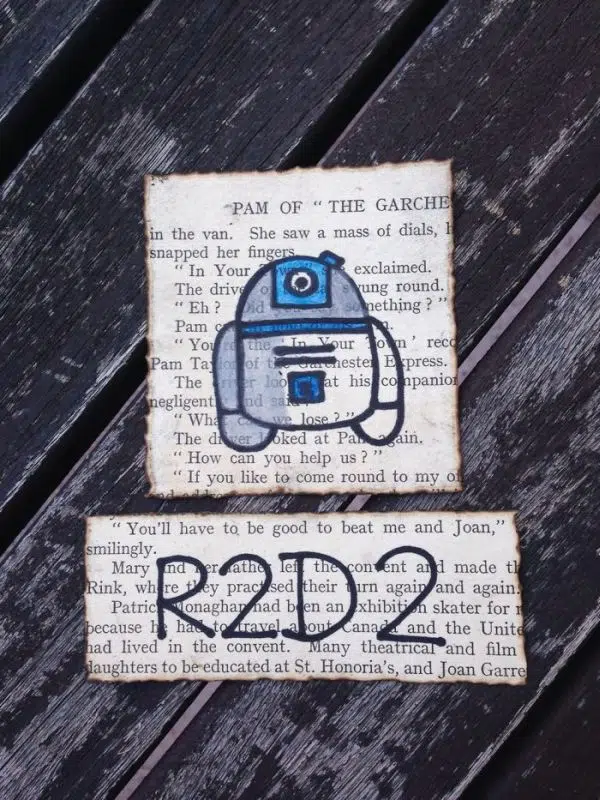 PAM OF “ THE GARCHE
in the van. She saw a mass of dials,
snapped her fingers
“ In Your exclaimed.
The young round.
“ Eh ? something ? ”
Pam
“ the ‘ In Your Town ’ reco
Pam of the Garchester Express.
The at his companion
negligent and said
“ What we lose ? ”
The driver looked at Pam again.
“ How can you help us ? ”
“ If you like to come round to my o
“ You'll have to be good to beat me and Joan,”
smilingly.
Mary and her father left the convent and made th
Rink, where they practised their turn again and again.
Patrick Monaghan had been an exhibition skater for
because he had to travel about Canada and the Unite
had lived in the convent. Many theatrical and film
daughters to be educated at St. Honoria's, and Joan Garre
R2D2